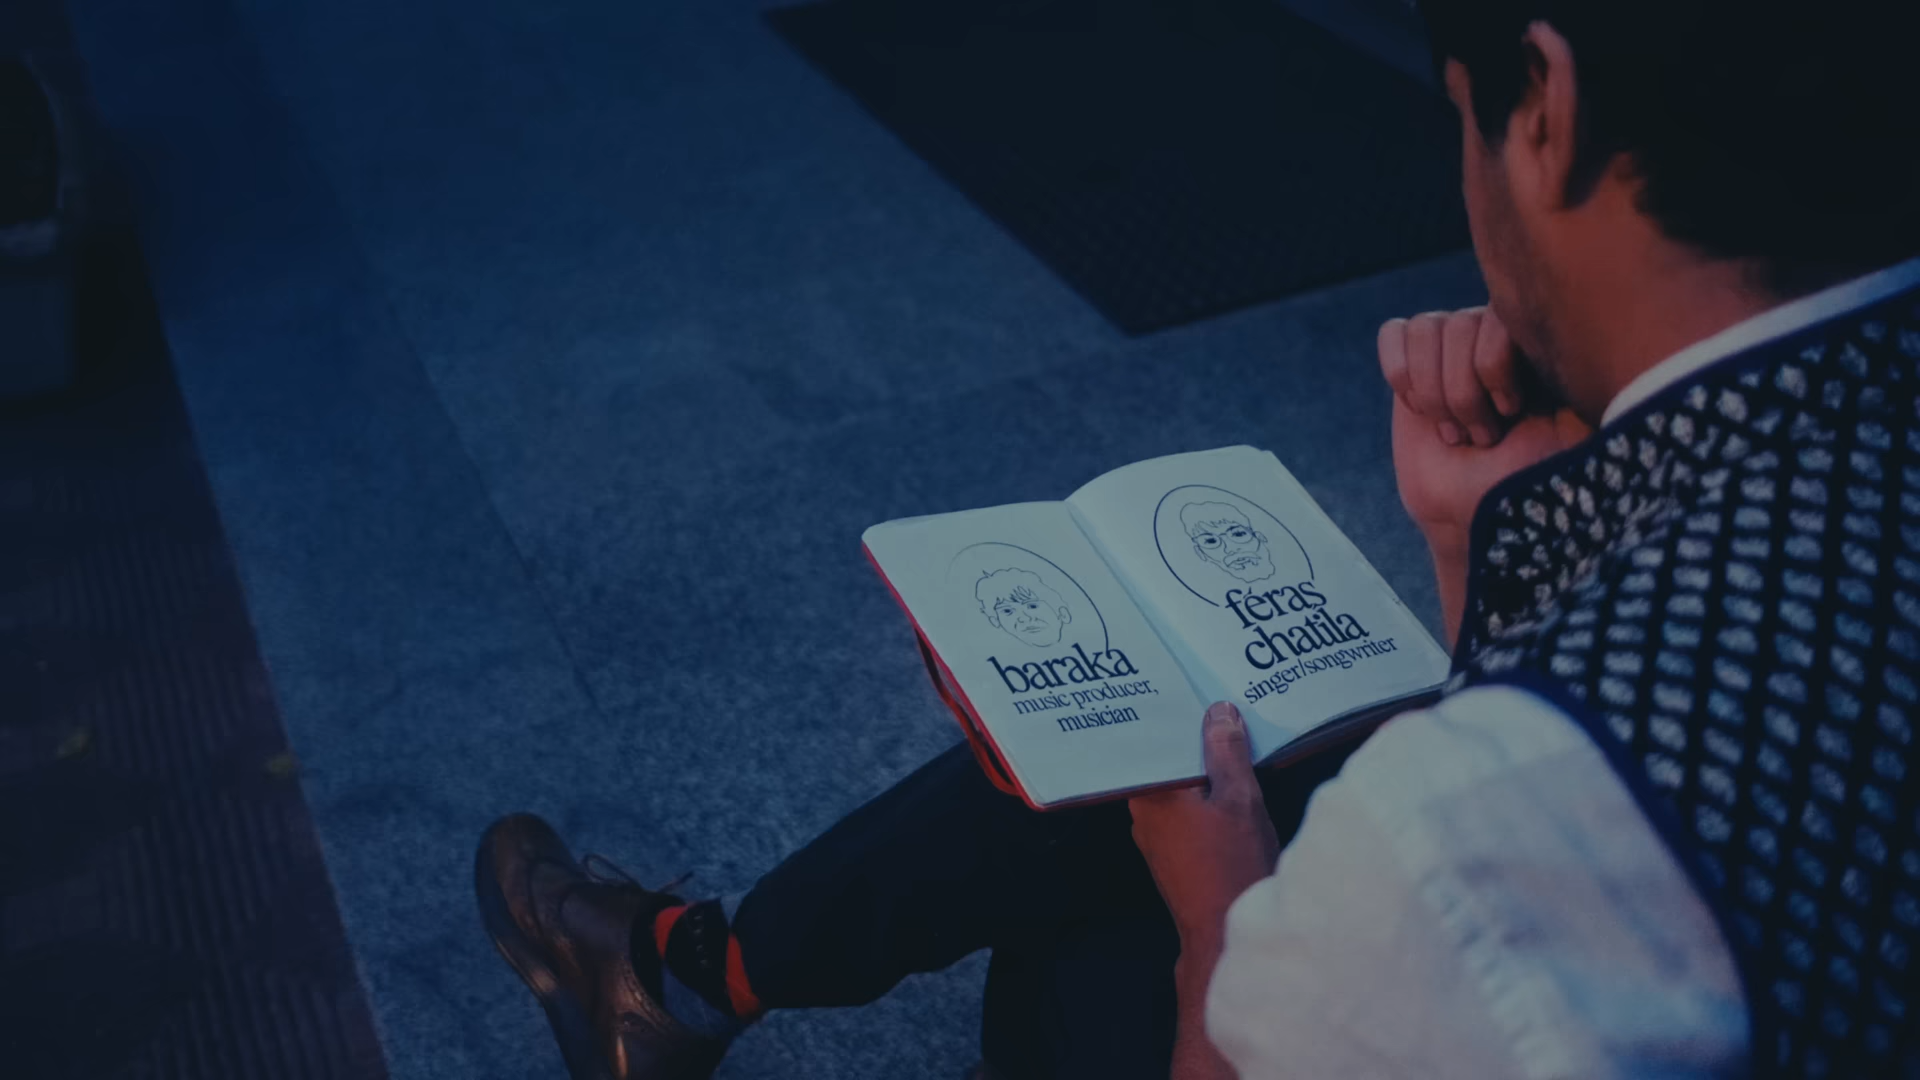 baraka
music producer,
musician
féras
chatila
singer/songwriter